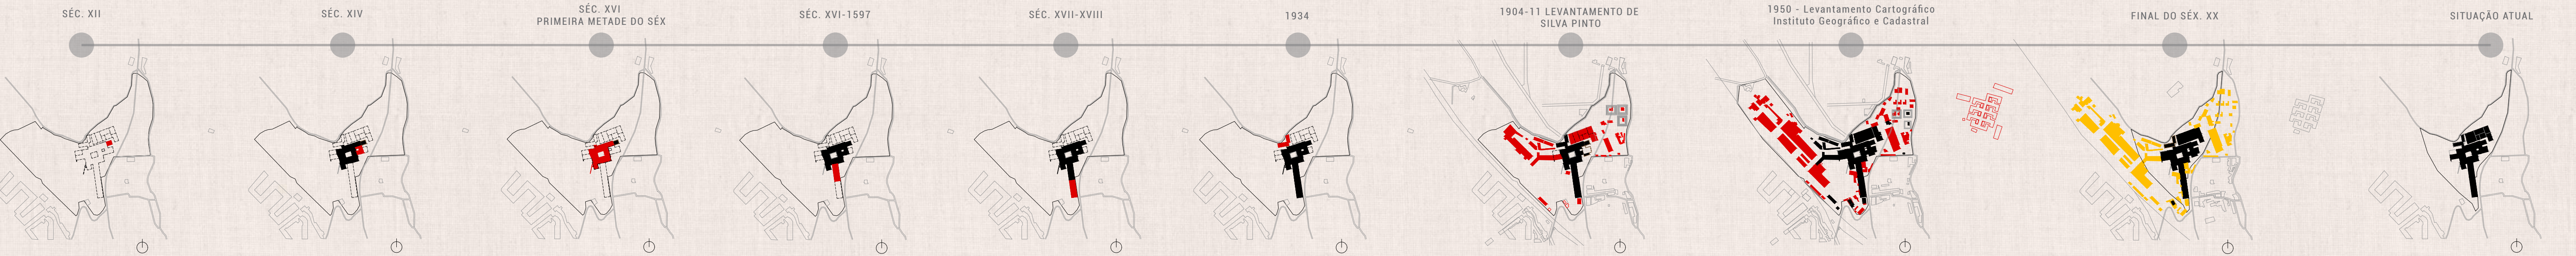 SÉC. XII
SÉC. XIV
SÉC. XVI
PRIMEIRA METADE DO SÉX
SÉC. XVI-1597
SÉC. XVII-XVIII
1934
1904-11 LEVANTAMENTO DE
SILVA PINTO
1950 - Levantamento Cartográfico
Instituto Geográfico e Cadastral
FINAL DO SÉX. XX
SITUAÇÃO ATUAL